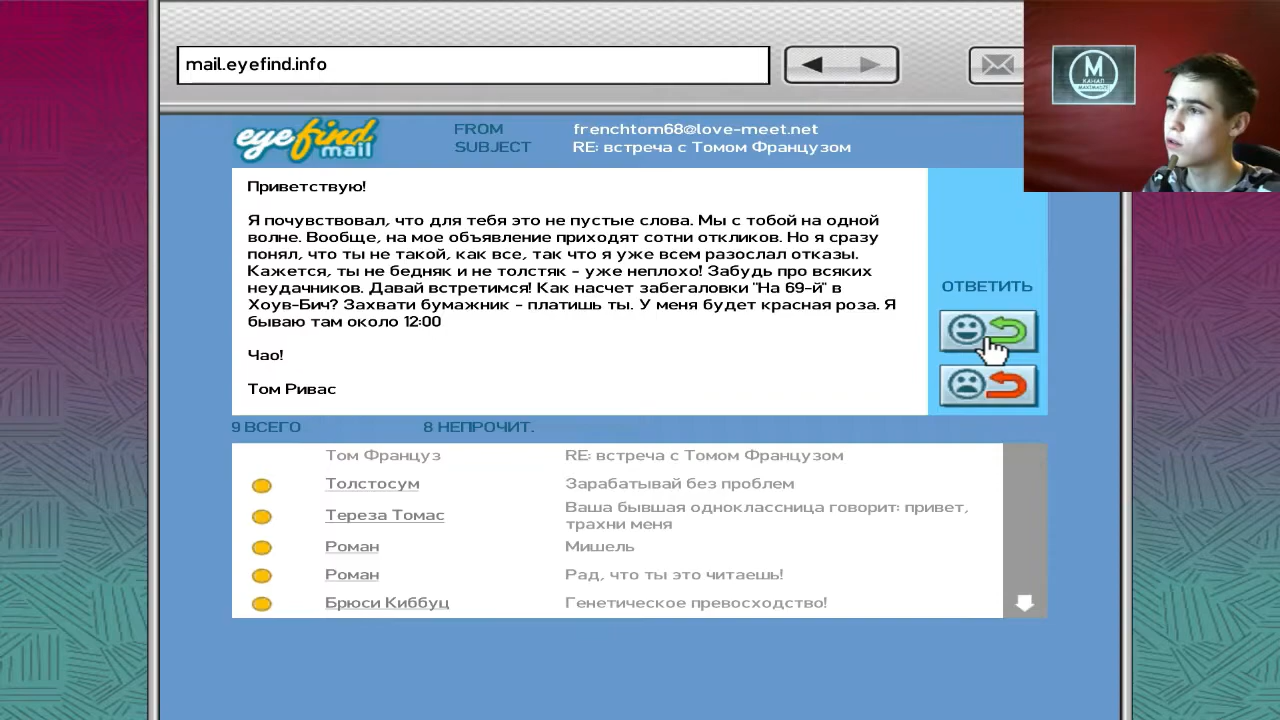 mail.eyefind.info
М
КАНАЛ
eyefind mail
FROM frenchtom68@love-meet.net
SUBJECT RE: встреча с Томом Французом
Приветствую!
Я почувствовал, что для тебя это не пустые слова. Мы с тобой на одной
волне. Вообще, на мое объявление приходят сотни откликов. Но я сразу
понял, что ты не такой, как все, так что я уже всем разослал отказы.
Кажется, ты не бедняк и не толстяк - уже неплохо! Забудь про всяких
неудачников. Давай встретимся! Как насчет забегаловки "На 69-й" в
Хоув-Бич? Захвати бумажник - платишь ты. У меня будет красная роза. Я
бываю там около 12:00
Чао!
Том Ривас
ОТВЕТИТЬ
9 ВСЕГО 8 НЕПРОЧИТ.
Том Француз RE: встреча с Томом Французом
Толстосум Зарабатывай без проблем
Тереза Томас Ваша бывшая одноклассница говорит: привет,
трахни меня
Роман Мишель
Роман Рад, что ты это читаешь!
Брюси Киббуц Генетическое превосходство!